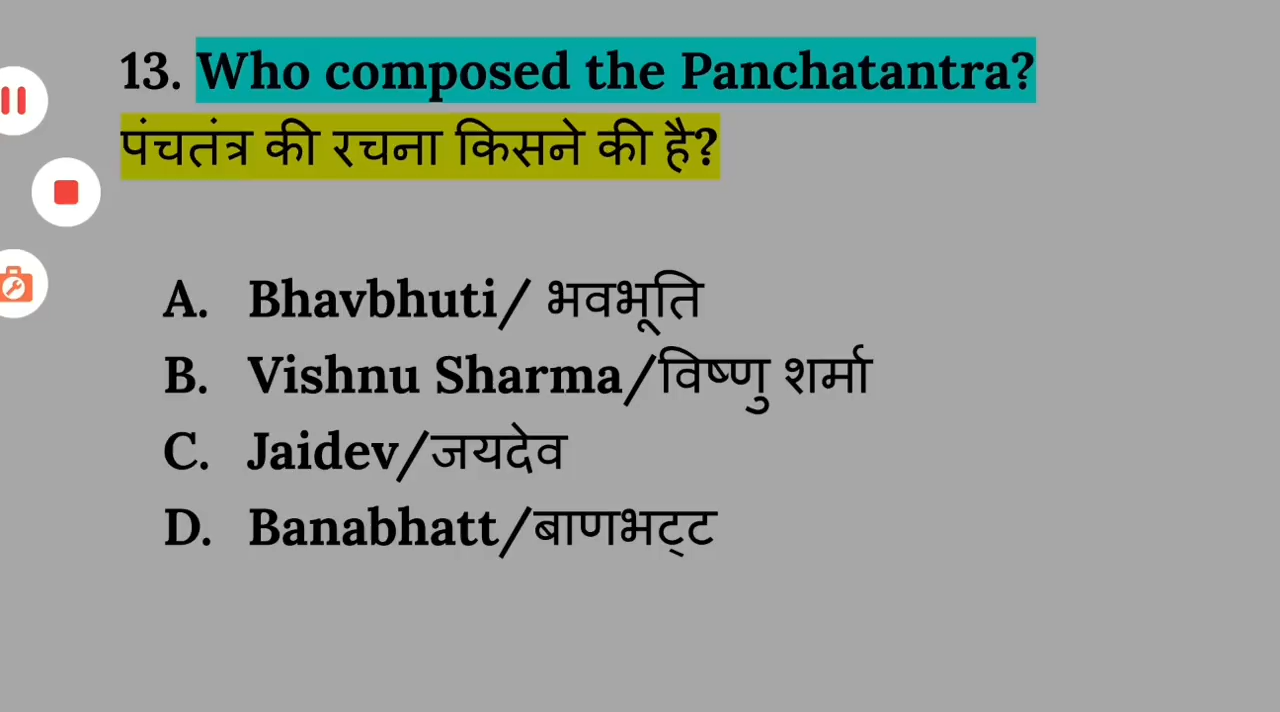 13. Who composed the Panchatantra?
पंचतंत्र की रचना किसने की है?
A. Bhavbhuti/ भवभूति
B. Vishnu Sharma/विष्णु शर्मा
C. Jaidev/जयदेव
D. Banabhatt/बाणभट्ट